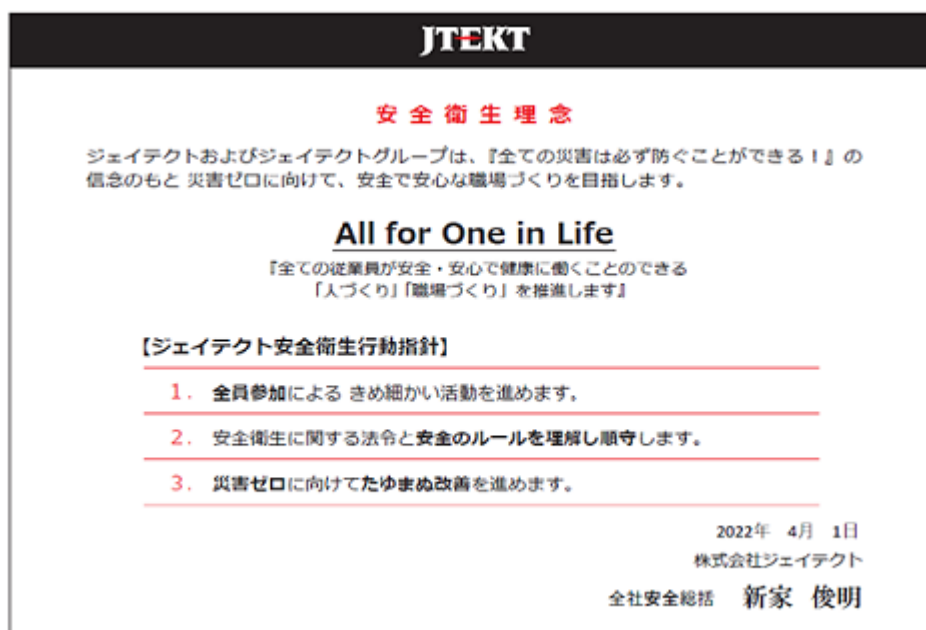 JTEKT
安全衛生理念
ジェイテクトおよびジェイテクトグループは、『全ての災害は必ず防ぐことができる！』の
信念のもと 災害ゼロに向けて、安全で安心な職場づくりを目指します。
All for One in Life
『全ての従業員が安全・安心で健康に働くことのできる
「人づくり」「職場づくり」を推進します』
【ジェイテクト安全衛生行動指針】
1. 全員参加による きめ細かい活動を進めます。
2. 安全衛生に関する法令と安全のルールを理解し順守します。
3. 災害ゼロに向けてたゆまぬ改善を進めます。
2022年 4月 1日
株式会社ジェイテクト
全社安全総括 新家 俊明